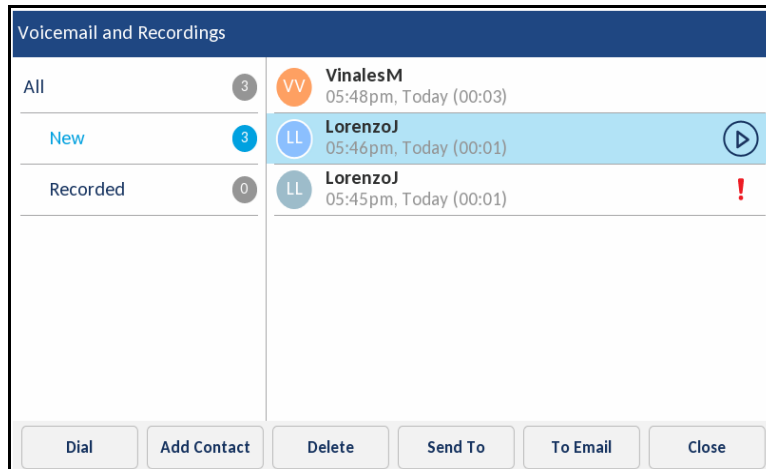 Voicemail and Recordings
All 3
New 3
Recorded 0
VV VinalesM
05:48pm, Today (00:03)
LL LorenzoJ
05:46pm, Today (00:01)
LL LorenzoJ
05:45pm, Today (00:01)
!
Dial Add Contact Delete Send To To Email Close